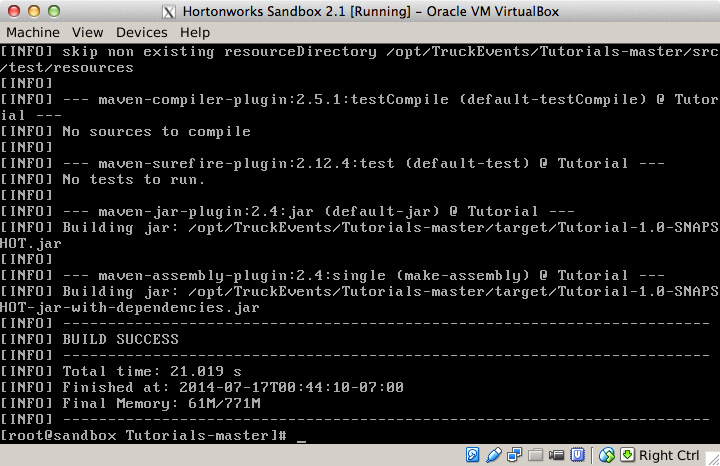 Hortonworks Sandbox 2.1 [Running] – Oracle VM VirtualBox
Machine View Devices Help
[INFO] skip non existing resourceDirectory /opt/TruckEvents/Tutorials-master/src
/test/resources
[INFO]
[INFO] --- maven-compiler-plugin:2.5.1:testCompile (default-testCompile) @ Tutor
ial ---
[INFO] No sources to compile
[INFO]
[INFO] --- maven-surefire-plugin:2.12.4:test (default-test) @ Tutorial ---
[INFO] No tests to run.
[INFO]
[INFO] --- maven-jar-plugin:2.4:jar (default-jar) @ Tutorial ---
[INFO] Building jar: /opt/TruckEvents/Tutorials-master/target/Tutorial-1.0-SNAPS
HOT.jar
[INFO]
[INFO] --- maven-assembly-plugin:2.4:single (make-assembly) @ Tutorial ---
[INFO] Building jar: /opt/TruckEvents/Tutorials-master/target/Tutorial-1.0-SNAPS
HOT-jar-with-dependencies.jar
[INFO] ------------------------------------------------------------------------
[INFO] BUILD SUCCESS
[INFO] ------------------------------------------------------------------------
[INFO] Total time: 21.019 s
[INFO] Finished at: 2014-07-17T00:44:10-07:00
[INFO] Final Memory: 61M/771M
[INFO] ------------------------------------------------------------------------
[root@sandbox Tutorials-master]# _
Right Ctrl